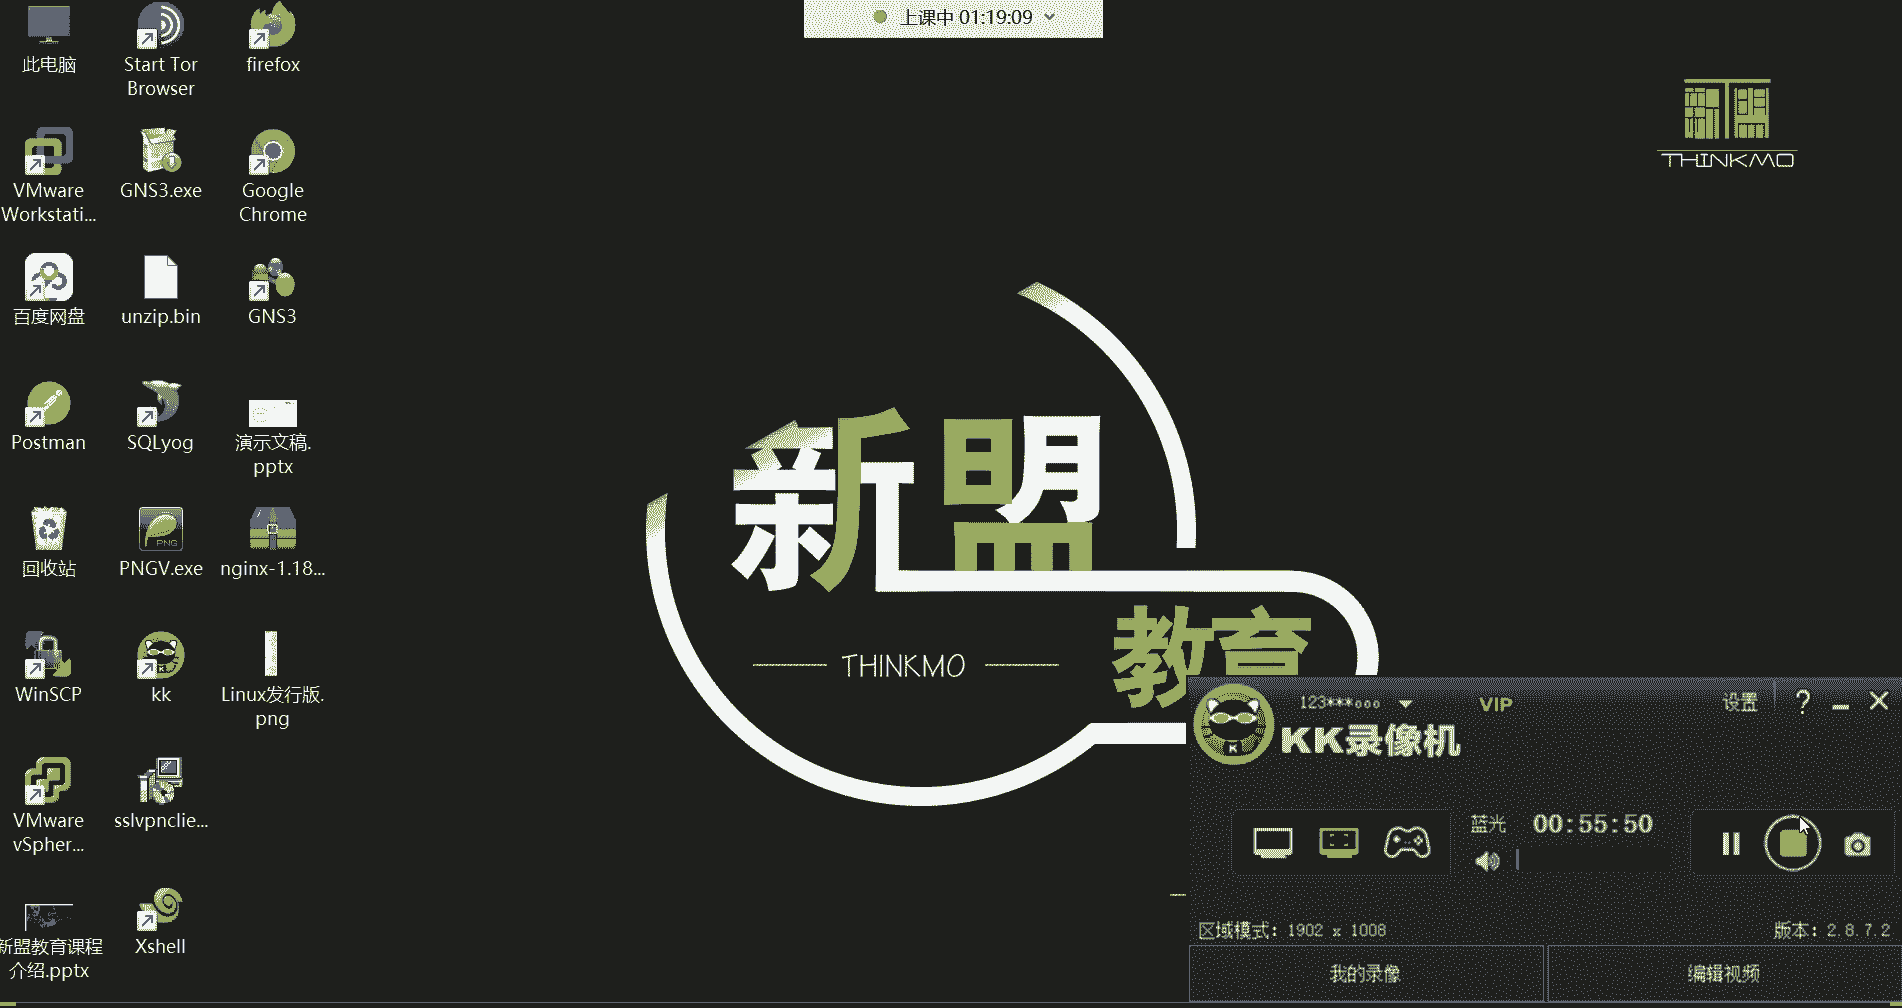 上课中 01:19:09
此电脑
Start Tor
Browser
firefox
THINKMO
VMware
Workstati...
GNS3.exe
Google
Chrome
百度网盘
unzip.bin
GNS3
Postman
SQLyog
演示文稿.
pptx
新盟
教育
THINKMO
回收站
PNG
PNGV.exe
nginx-1.18...
WinSCP
kk
Linux发行版.
png
123***ooo
VIP
设置
KK录像机
VMware
vSpher...
sslvpnclie...
蓝光
00:55:50
新盟教育课程
介绍.pptx
Xshell
区域模式: 1902 x 1008
版本: 2.8.7.2
我的录像
编辑视频